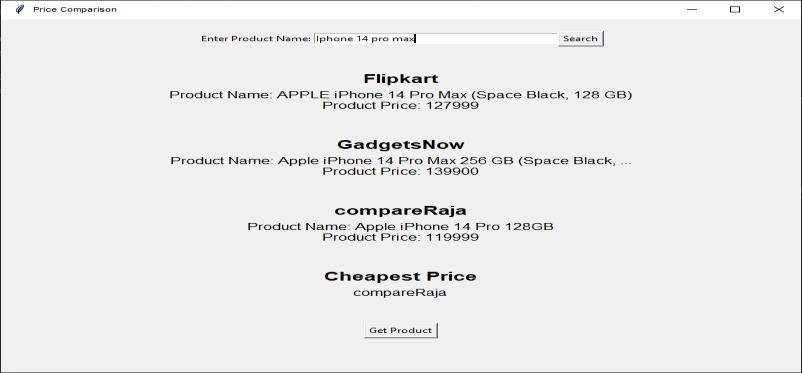 Price Comparison
Enter Product Name: Iphone 14 pro max Search
Flipkart
Product Name: APPLE iPhone 14 Pro Max (Space Black, 128 GB)
Product Price: 127999
GadgetsNow
Product Name: Apple iPhone 14 Pro Max 256 GB (Space Black, ...
Product Price: 139900
compareRaja
Product Name: Apple iPhone 14 Pro 128GB
Product Price: 119999
Cheapest Price
compareRaja
Get Product